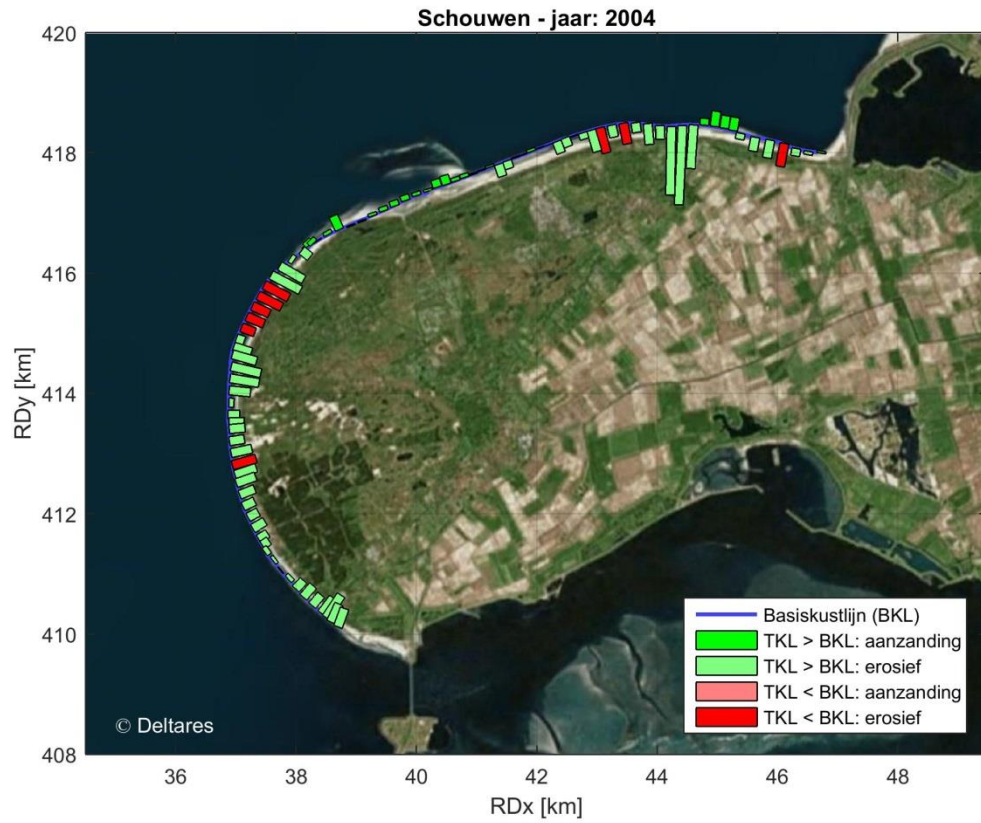 Schouwen - jaar: 2004
420
418
416
414
412
410
408
RDy [km]
36
38
40
42
44
46
48
RDx [km]
Basiskustlijn (BKL)
TKL > BKL: aanzanding
TKL > BKL: erosief
TKL < BKL: aanzanding
TKL < BKL: erosief
© Deltares